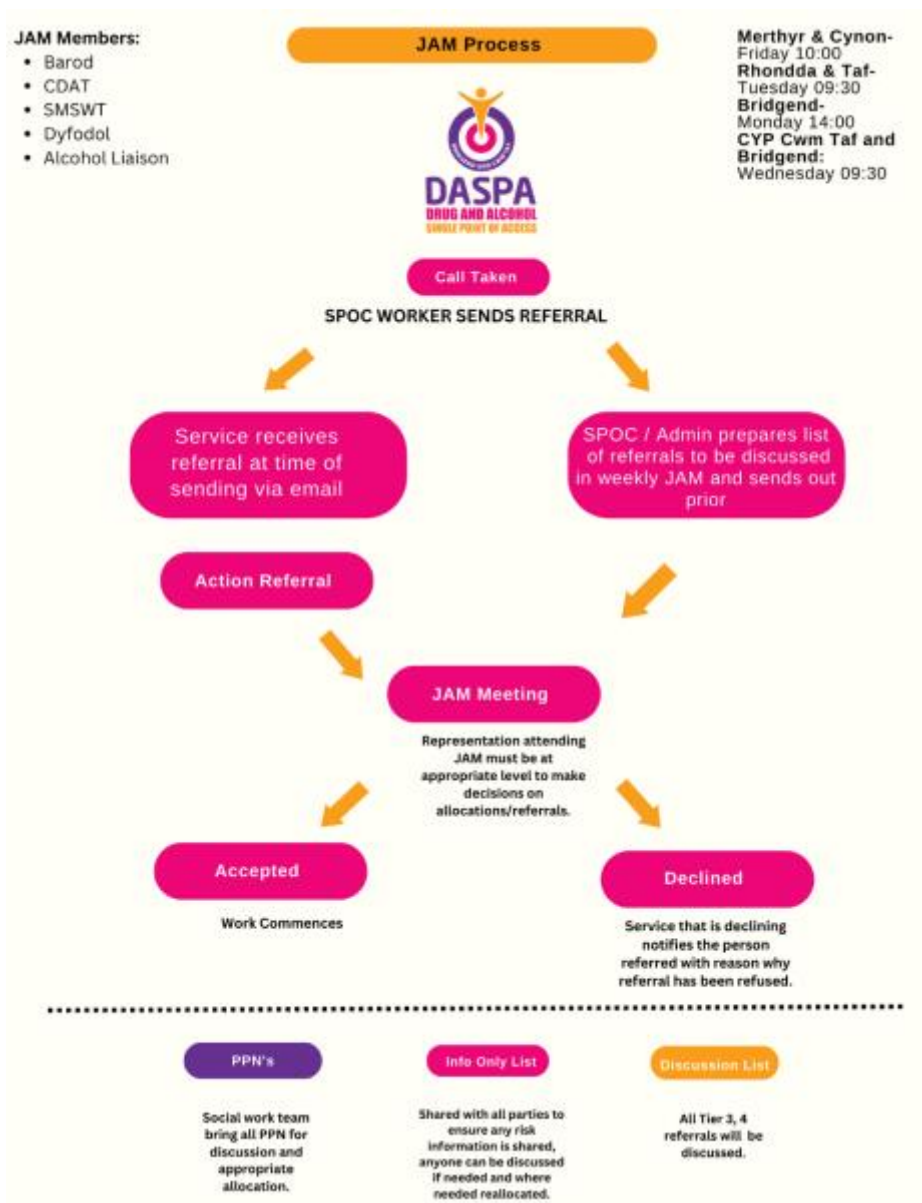 JAM Members:
• Barod
• CDAT
• SMSWT
• Dyfodol
• Alcohol Liaison
JAM Process
Merthyr & Cynon-
Friday 10:00
Rhondda & Taf-
Tuesday 09:30
Bridgend-
Monday 14:00
CYP Cwm Taf and
Bridgend:
Wednesday 09:30
DASPA
DRUG AND ALCOHOL
SINGLE POINT OF ACCESS
Call Taken
SPOC WORKER SENDS REFERRAL
Service receives
referral at time of
sending via email
SPOC / Admin prepares list
of referrals to be discussed
in weekly JAM and sends out
prior
Action Referral
JAM Meeting
Representation attending
JAM must be at
appropriate level to make
decisions on
allocations/referrals.
Accepted
Work Commences
Declined
Service that is declining
notifies the person
referred with reason why
referral has been refused.
PPN's
Social work team
bring all PPN for
discussion and
appropriate
allocation.
Info Only List
Shared with all parties to
ensure any risk
information is shared,
anyone can be discussed
if needed and where
needed reallocated.
Discussion List
All Tier 3, 4
referrals will be
discussed.